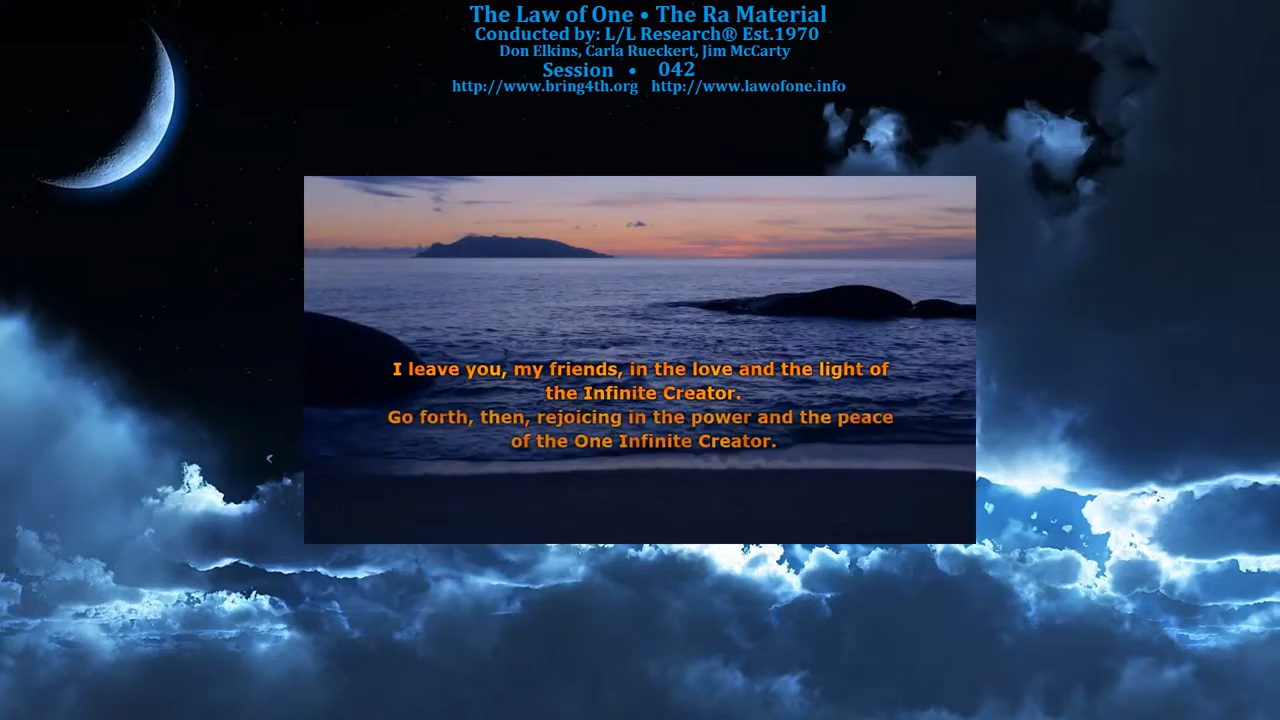 The Law of One • The Ra Material
Conducted by: L/L Research® Est.1970
Don Elkins, Carla Rueckert, Jim McCarty
Session • 042
http://www.bring4th.org http://www.lawofone.info
I leave you, my friends, in the love and the light of
the Infinite Creator.
Go forth, then, rejoicing in the power and the peace
of the One Infinite Creator.